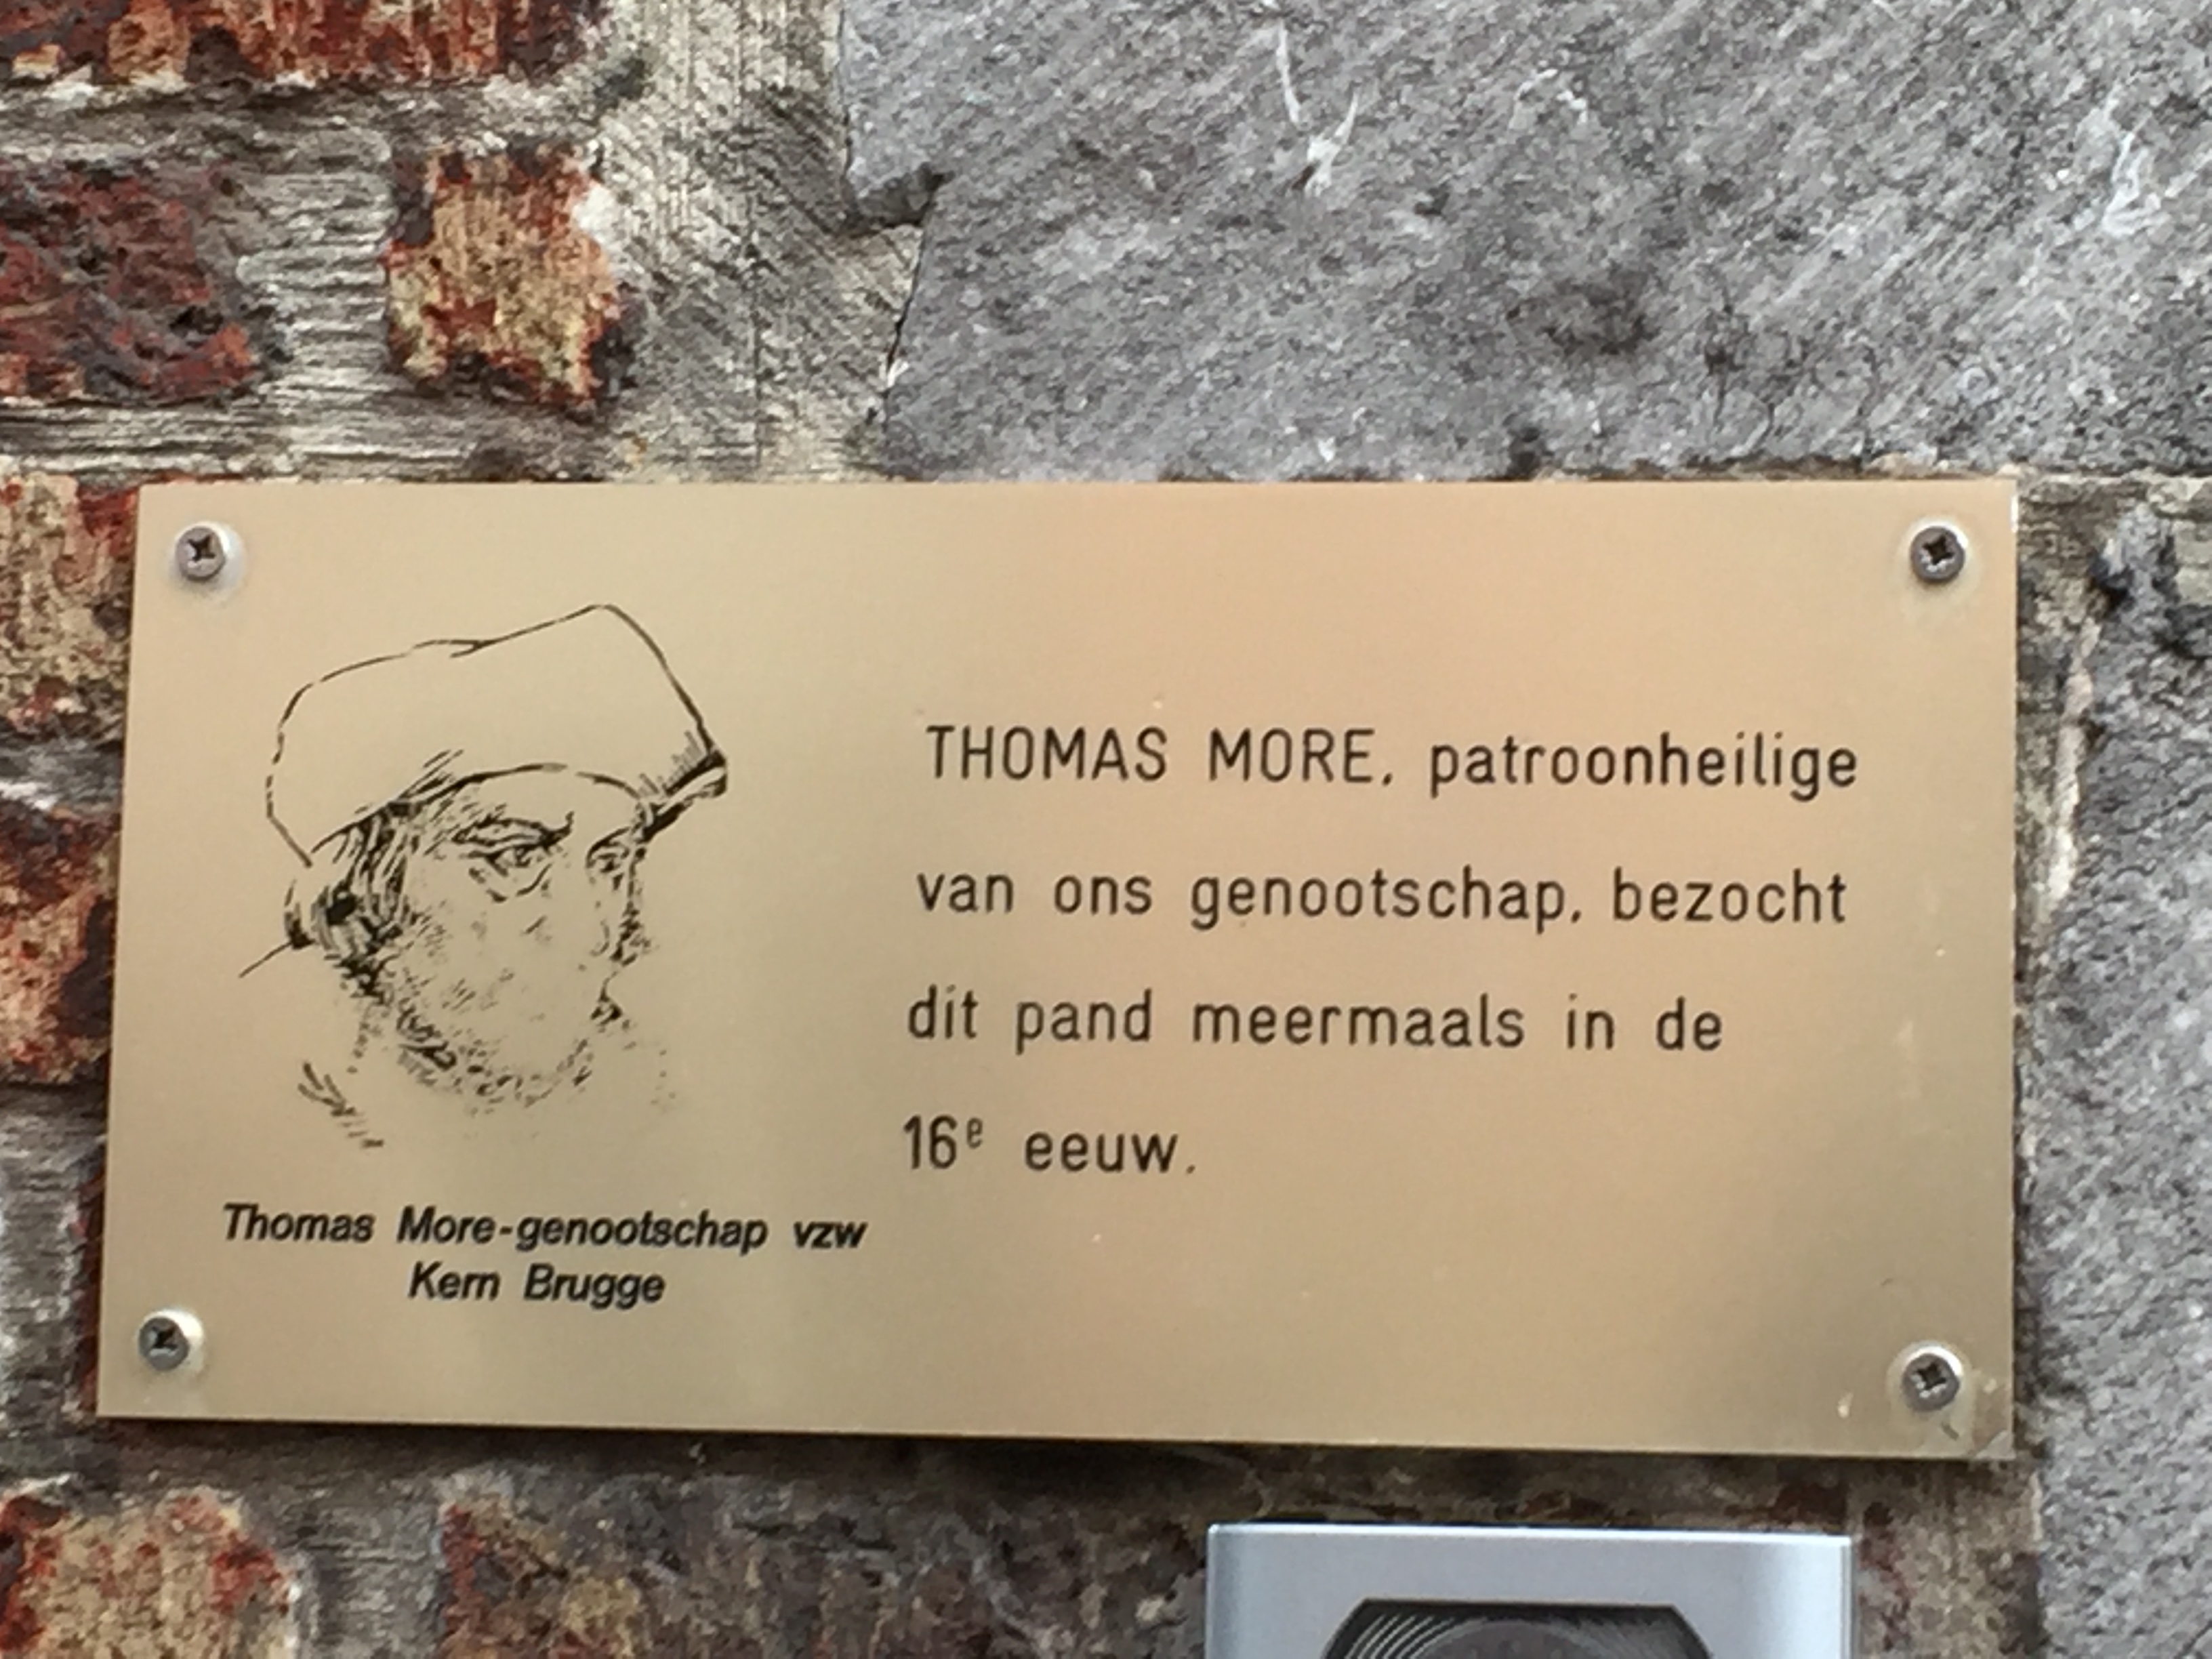 THOMAS MORE, patroonheilige
van ons genootschap, bezocht
dit pand meermaals in de
16e eeuw.
Thomas More-genootschap vzw
Kern Brugge